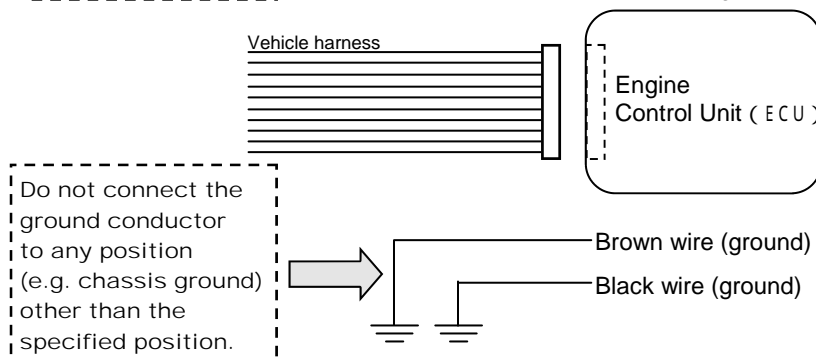 Vehicle harness
Engine
Control Unit (ECU)
Do not connect the
ground conductor
to any position
(e.g. chassis ground)
other than the
specified position.
Brown wire (ground)
Black wire (ground)